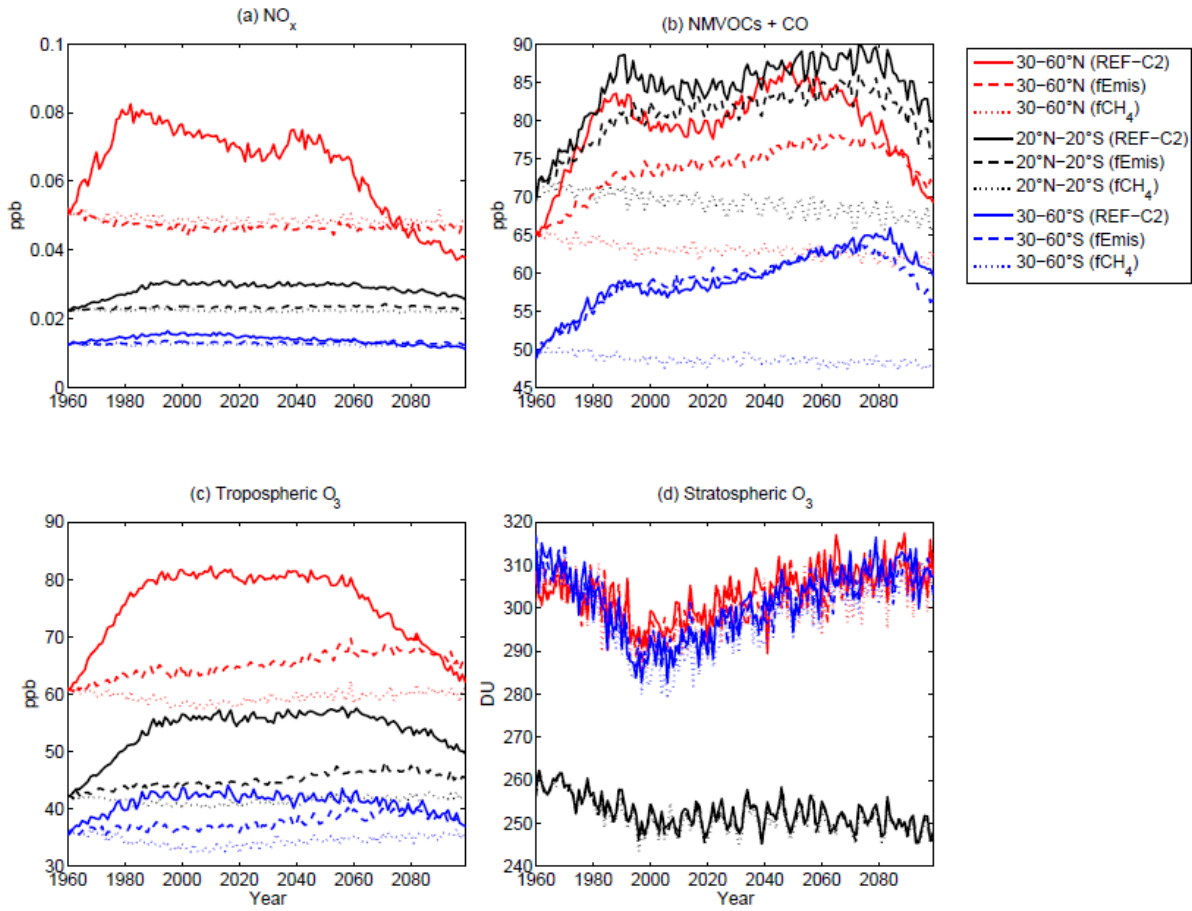 (a) NOx
ppb
0.1
0.08
0.06
0.04
0.02
0
1960 1980 2000 2020 2040 2060 2080
(b) NMVOCs + CO
ppb
90
85
80
75
70
65
60
55
50
45
1960 1980 2000 2020 2040 2060 2080
30−60°N (REF−C2)
30−60°N (fEmis)
30−60°N (fCH4)
20°N−20°S (REF−C2)
20°N−20°S (fEmis)
20°N−20°S (fCH4)
30−60°S (REF−C2)
30−60°S (fEmis)
30−60°S (fCH4)
(c) Tropospheric O3
ppb
90
80
70
60
50
40
30
1960 1980 2000 2020 2040 2060 2080
Year
(d) Stratospheric O3
DU
320
310
300
290
280
270
260
250
240
1960 1980 2000 2020 2040 2060 2080
Year